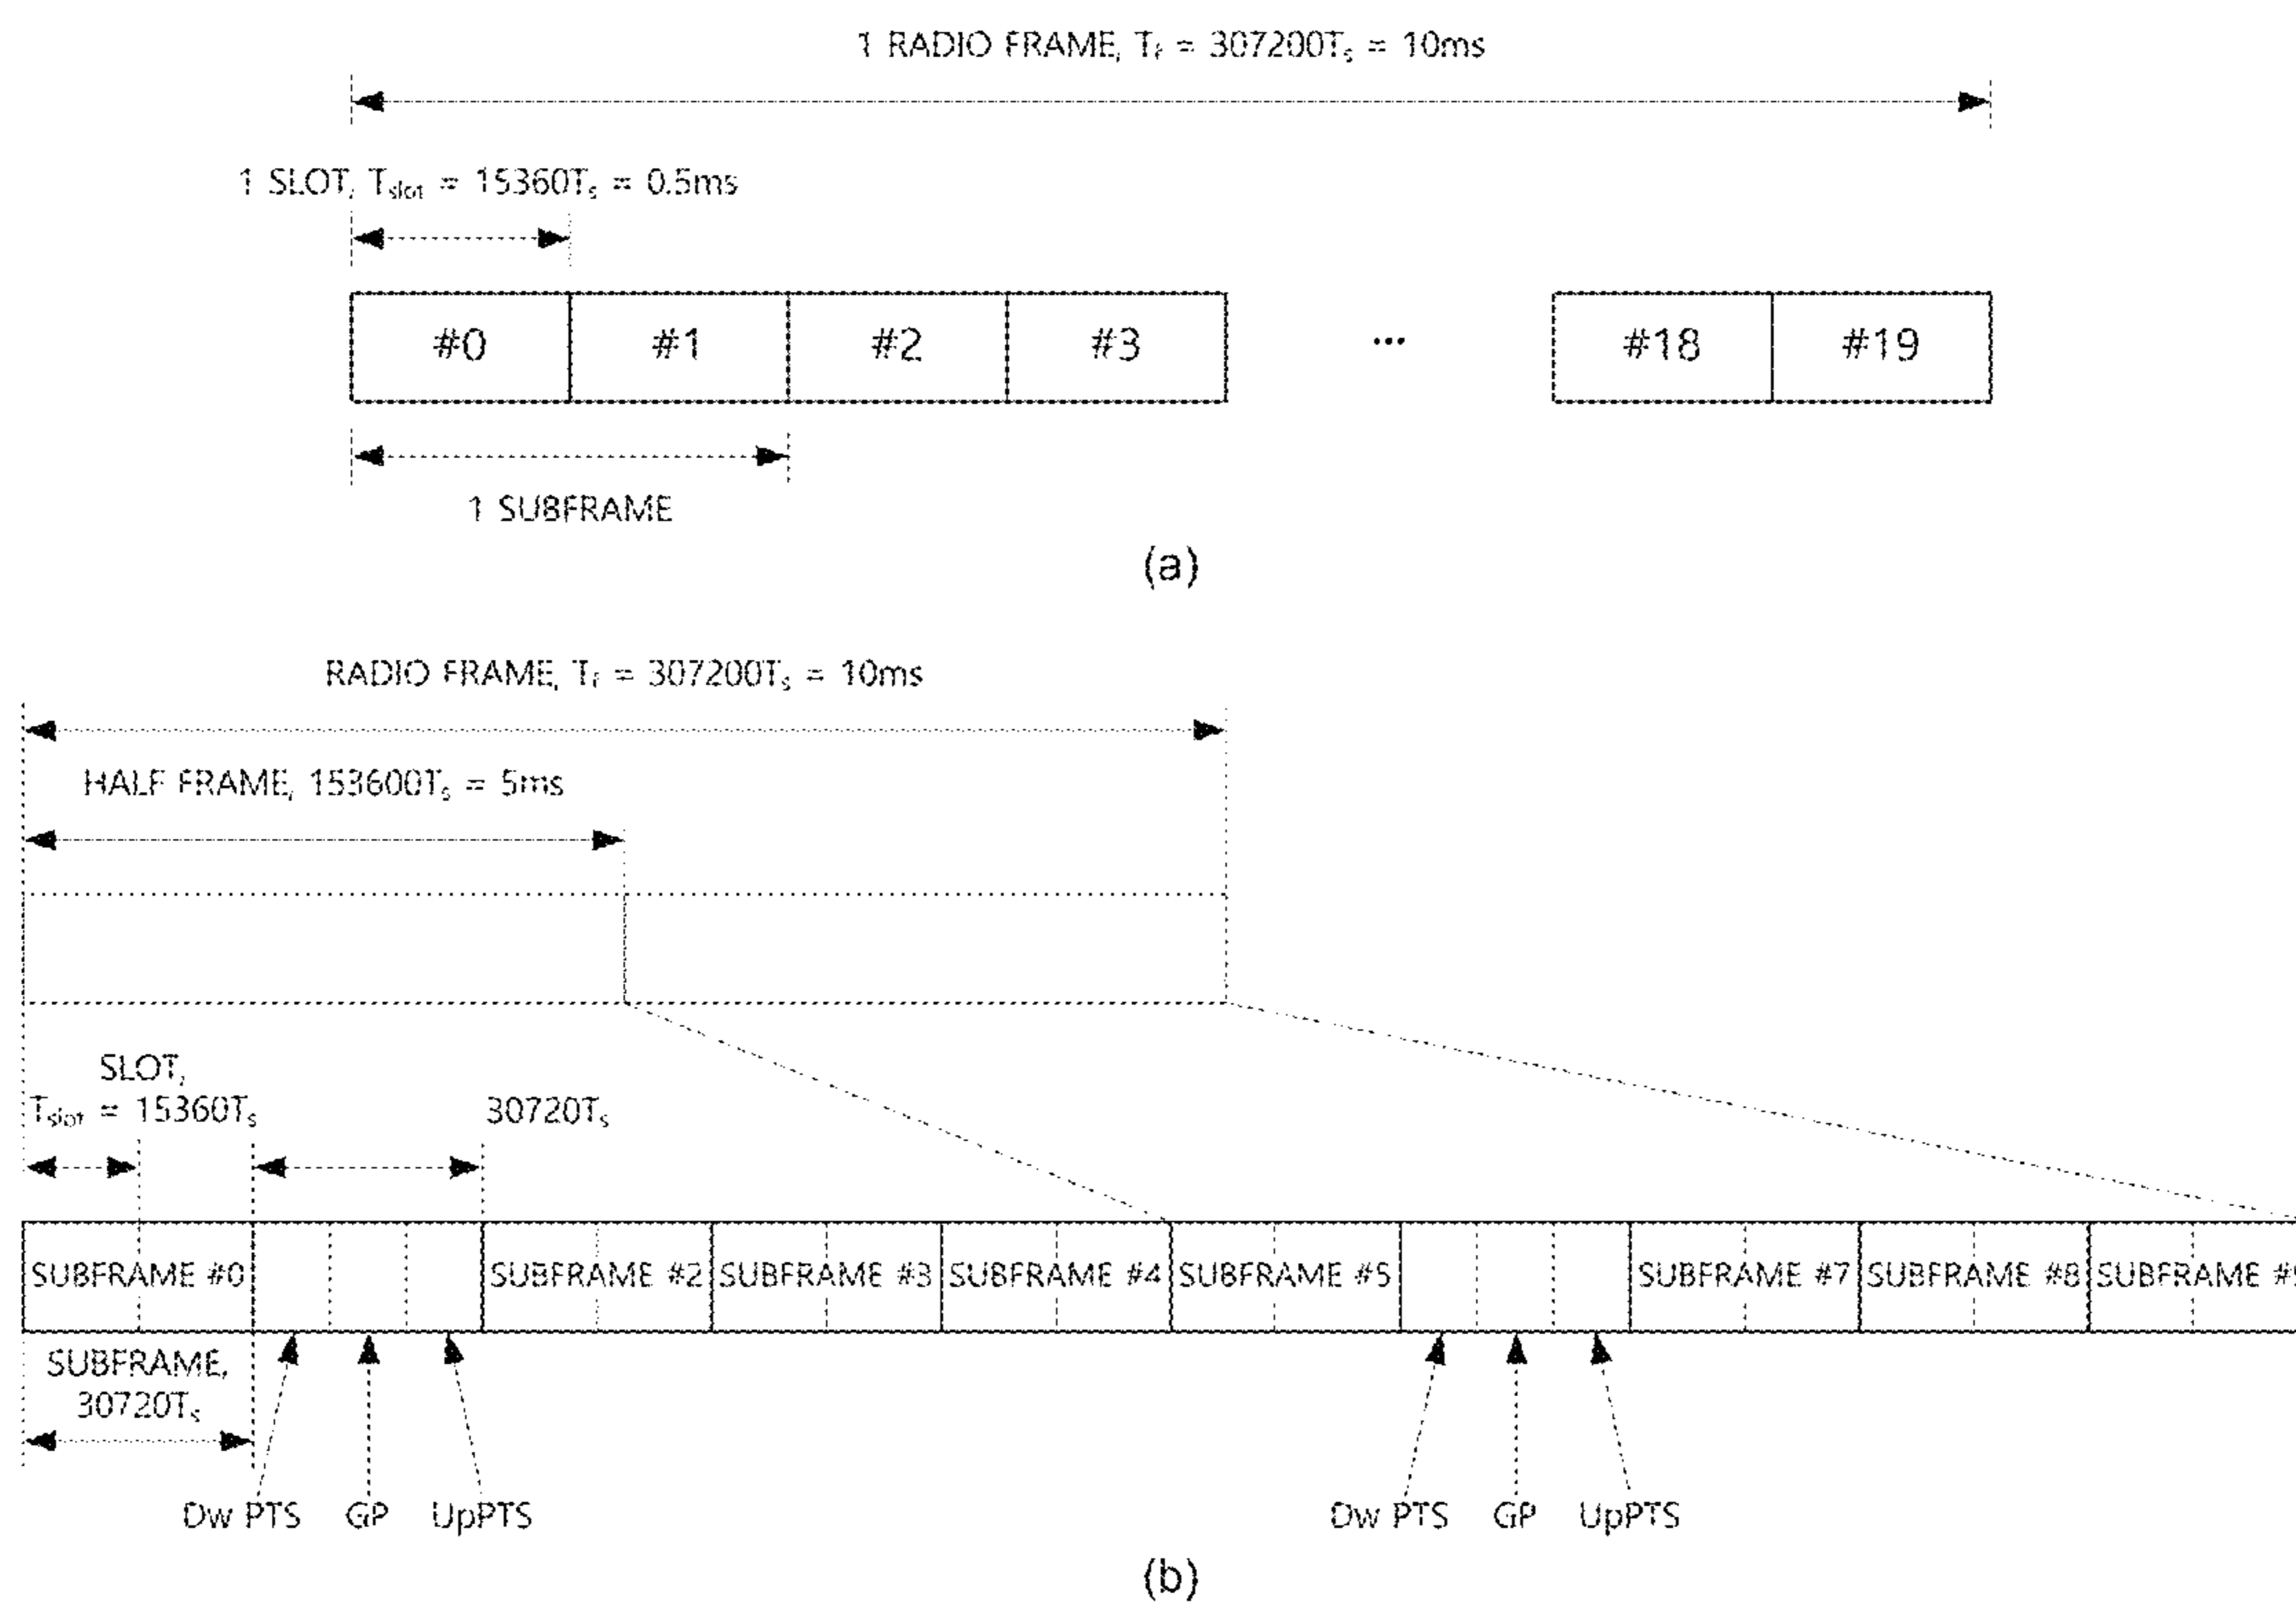 1 RADIO FRAME, Tf = 307200Ts = 10ms
1 SLOT, Tslot = 15360Ts = 0.5ms
#0 #1 #2 #3 ... #18 #19
1 SUBFRAME
(a)
RADIO FRAME, Tf = 307200Ts = 10ms
HALF FRAME, 153600Ts = 5ms
SLOT,
Tslot = 15360Ts
30720Ts
SUBFRAME #0 SUBFRAME #2 SUBFRAME #3 SUBFRAME #4 SUBFRAME #5 SUBFRAME #7 SUBFRAME #8 SUBFRAME #9
SUBFRAME,
30720Ts
Dw PTS GP UpPTS Dw PTS GP UpPTS
(b)